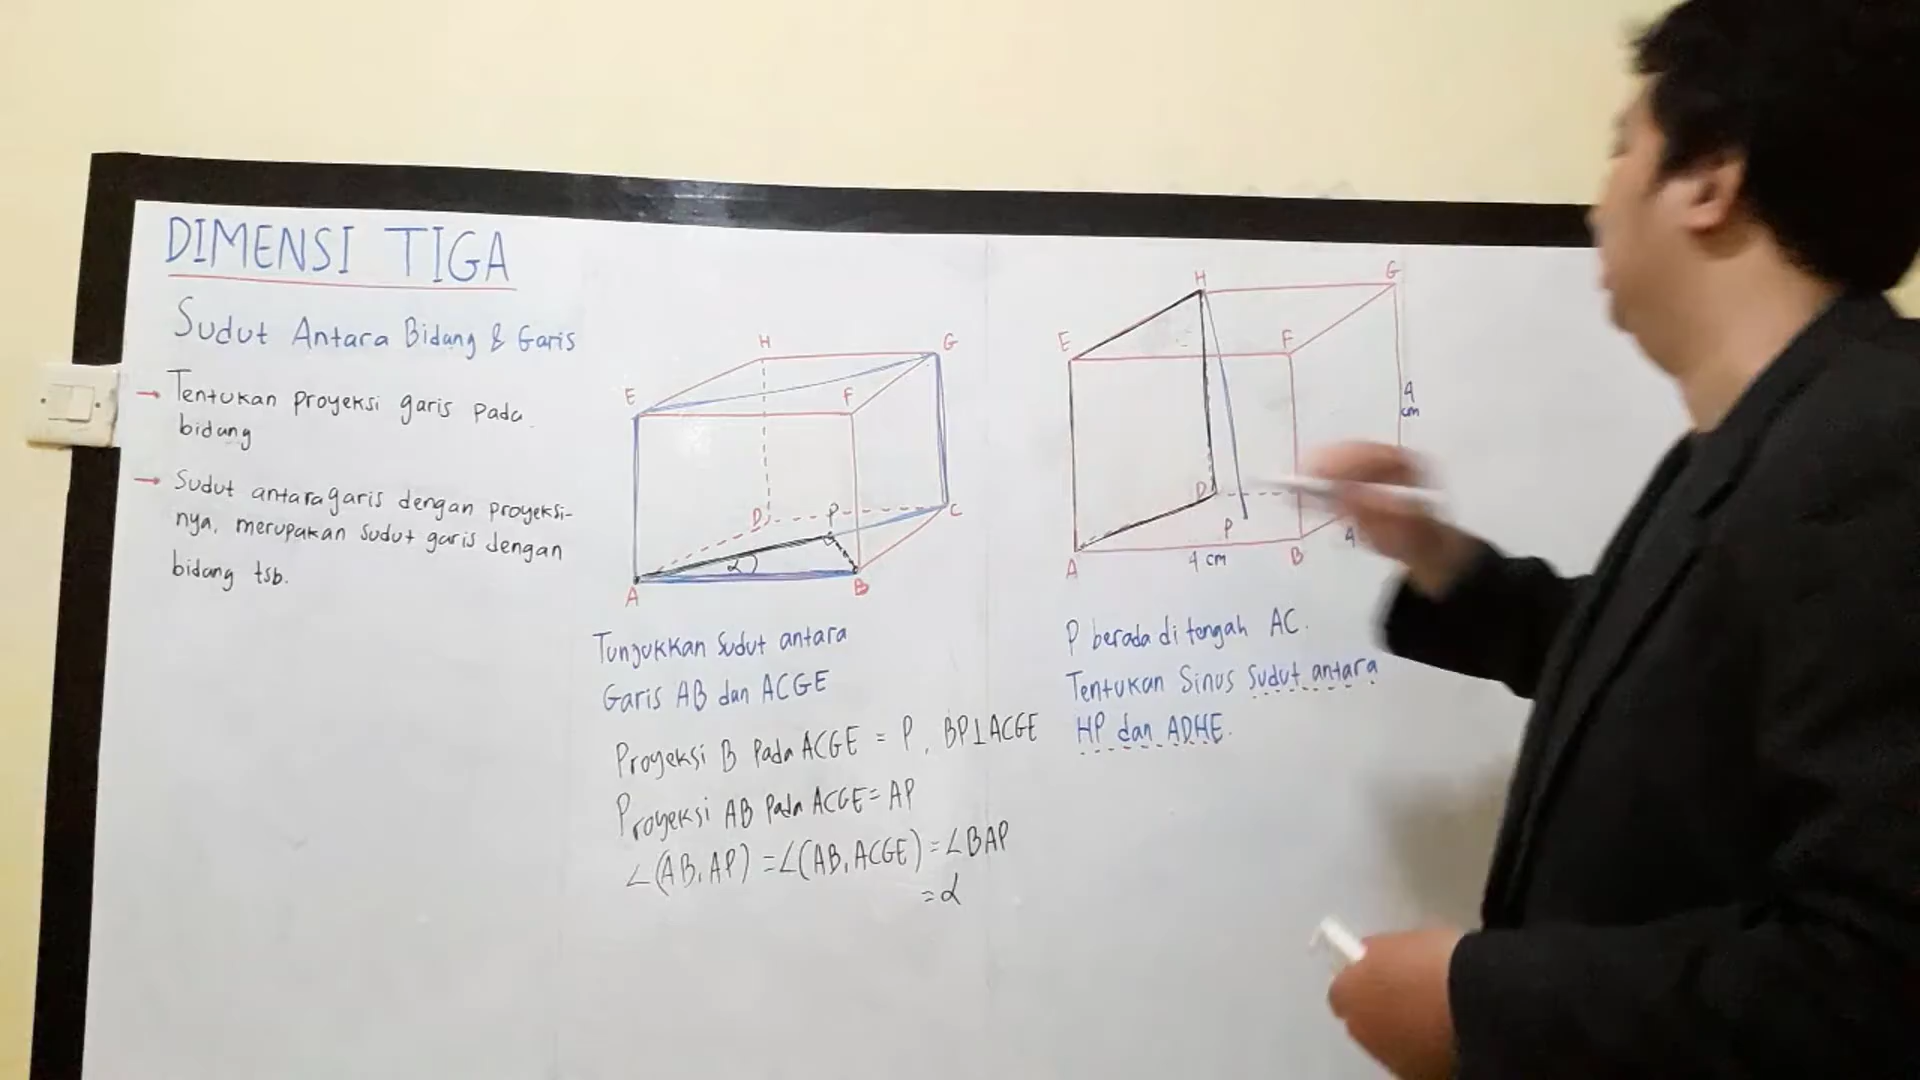 DIMENSI TIGA
Sudut Antara Bidang & Garis
→ Tentukan proyeksi garis pada
bidang
→ Sudut antara garis dengan proyeksi-
nya, merupakan sudut garis dengan
bidang tsb.
H
G
E
F
D
P
C
α
A
B
Tunjukkan sudut antara
Garis AB dan ACGE
Proyeksi B pada ACGE = P, BP⊥ACGE
Proyeksi AB pada ACGE = AP
∠(AB, AP) = ∠(AB, ACGE) = ∠BAP
= α
H
G
E
F
4
cm
D
P
A
4 cm
B
4
P berada di tengah AC.
Tentukan Sinus Sudut antara
HP dan ADHE.